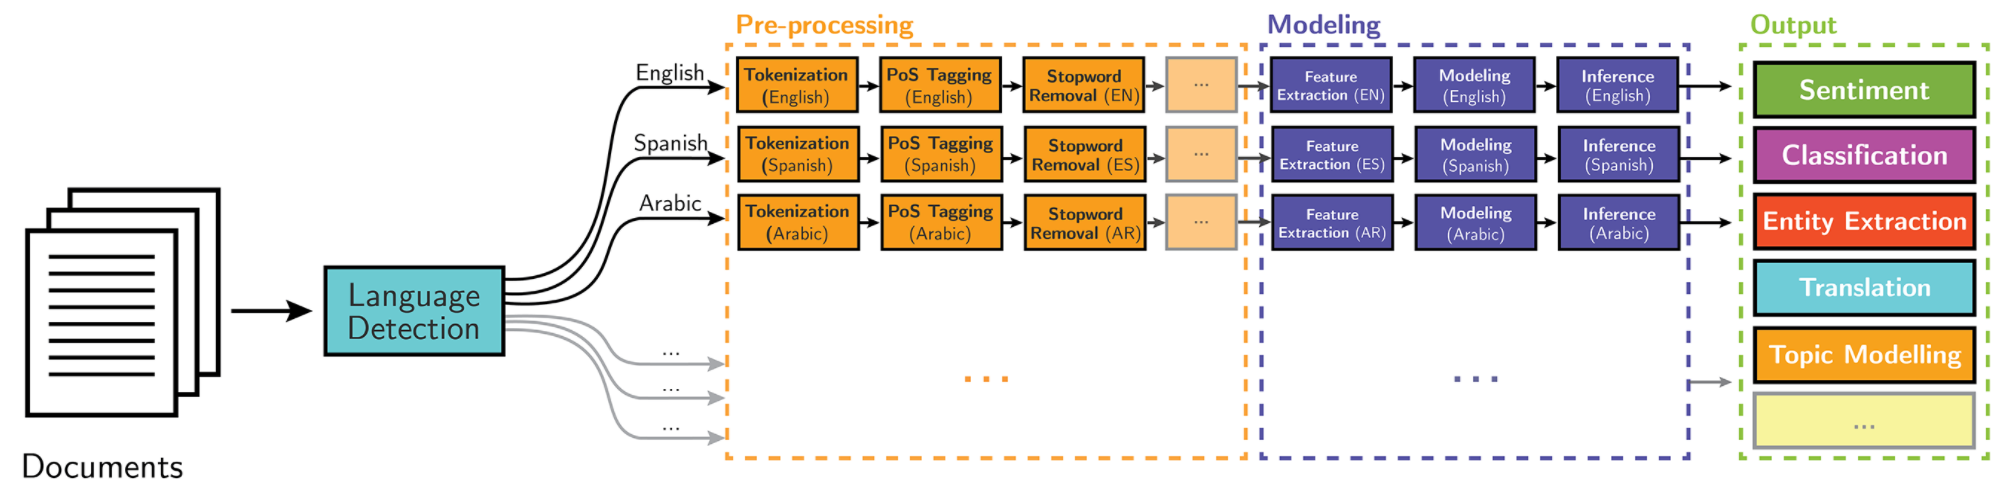 Pre-processing
Modeling
Output
English
Tokenization
(English)
PoS Tagging
(English)
Stopword
Removal (EN)
...
Feature
Extraction (EN)
Modeling
(English)
Inference
(English)
Sentiment
Spanish
Tokenization
(Spanish)
PoS Tagging
(Spanish)
Stopword
Removal (ES)
...
Feature
Extraction (ES)
Modeling
(Spanish)
Inference
(Spanish)
Classification
Arabic
Tokenization
(Arabic)
PoS Tagging
(Arabic)
Stopword
Removal (AR)
...
Feature
Extraction (AR)
Modeling
(Arabic)
Inference
(Arabic)
Entity Extraction
Language
Detection
Translation
...
...
...
...
...
Topic Modelling
...
Documents